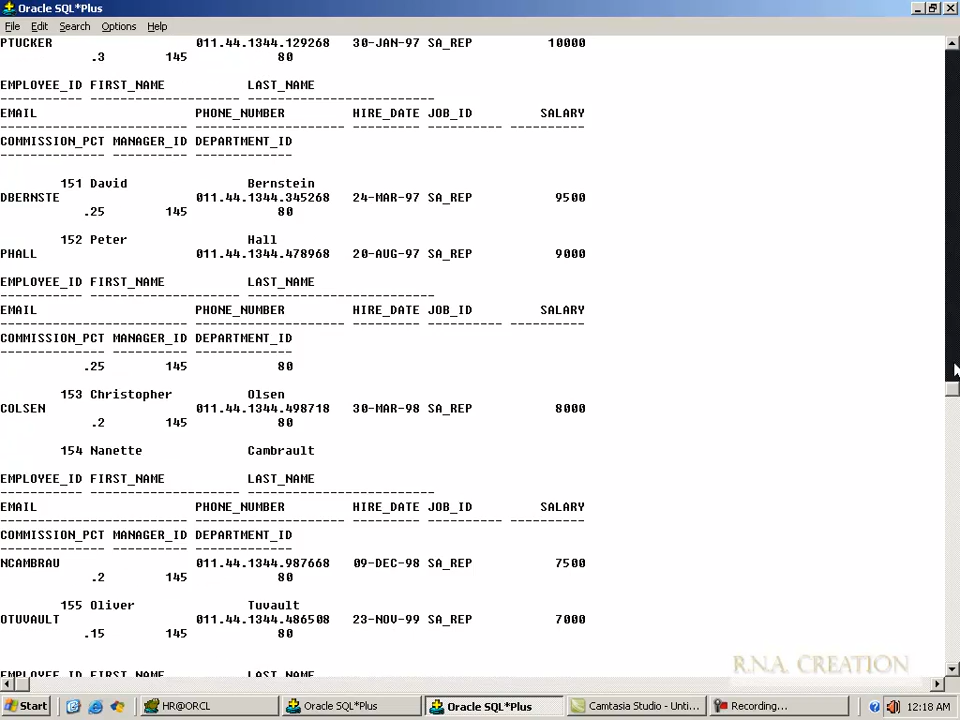 Oracle SQL*Plus
File Edit Search Options Help
PTUCKER 011.44.1344.129268 30-JAN-97 SA_REP 10000
.3 145 80
EMPLOYEE_ID FIRST_NAME LAST_NAME
----------- -------------------- -------------------------
EMAIL PHONE_NUMBER HIRE_DATE JOB_ID SALARY
------------------------- -------------------- --------- ---------- ----------
COMMISSION_PCT MANAGER_ID DEPARTMENT_ID
-------------- ---------- -------------
151 David Bernstein
DBERNSTE 011.44.1344.345268 24-MAR-97 SA_REP 9500
.25 145 80
152 Peter Hall
PHALL 011.44.1344.478968 20-AUG-97 SA_REP 9000
EMPLOYEE_ID FIRST_NAME LAST_NAME
----------- -------------------- -------------------------
EMAIL PHONE_NUMBER HIRE_DATE JOB_ID SALARY
------------------------- -------------------- --------- ---------- ----------
COMMISSION_PCT MANAGER_ID DEPARTMENT_ID
-------------- ---------- -------------
.25 145 80
153 Christopher Olsen
COLSEN 011.44.1344.498718 30-MAR-98 SA_REP 8000
.2 145 80
154 Nanette Cambrault
EMPLOYEE_ID FIRST_NAME LAST_NAME
----------- -------------------- -------------------------
EMAIL PHONE_NUMBER HIRE_DATE JOB_ID SALARY
------------------------- -------------------- --------- ---------- ----------
COMMISSION_PCT MANAGER_ID DEPARTMENT_ID
-------------- ---------- -------------
NCAMBRAU 011.44.1344.987668 09-DEC-98 SA_REP 7500
.2 145 80
155 Oliver Tuvault
OTUVAULT 011.44.1344.486508 23-NOV-99 SA_REP 7000
.15 145 80
EMPLOYEE_ID FIRST_NAME LAST_NAME
R.N.A. CREATION
Start HR@ORCL Oracle SQL*Plus Oracle SQL*Plus Camtasia Studio - Unti... Recording... 12:18 AM